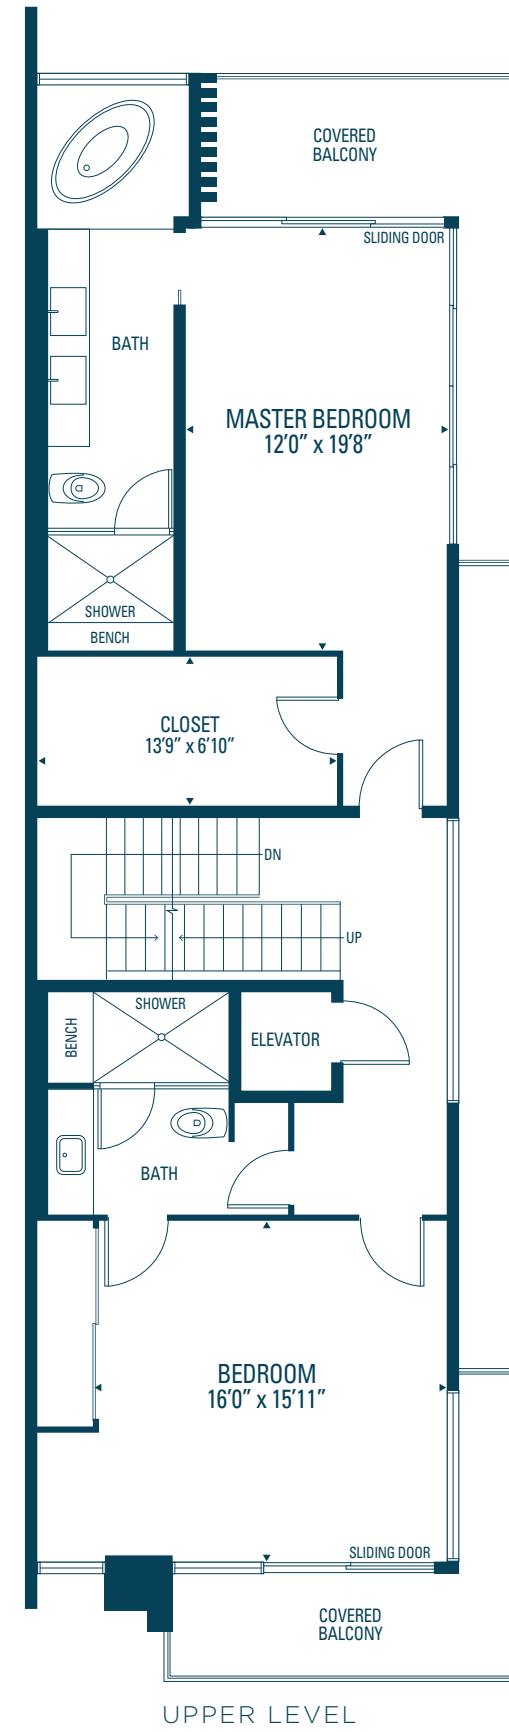 COVERED
BALCONY
SLIDING DOOR
BATH
MASTER BEDROOM
12'0” x 19'8”
SHOWER
BENCH
CLOSET
13'9” x 6'10”
DN
UP
SHOWER
BENCH
ELEVATOR
BATH
BEDROOM
16'0” x 15'11”
SLIDING DOOR
COVERED
BALCONY
UPPER LEVEL